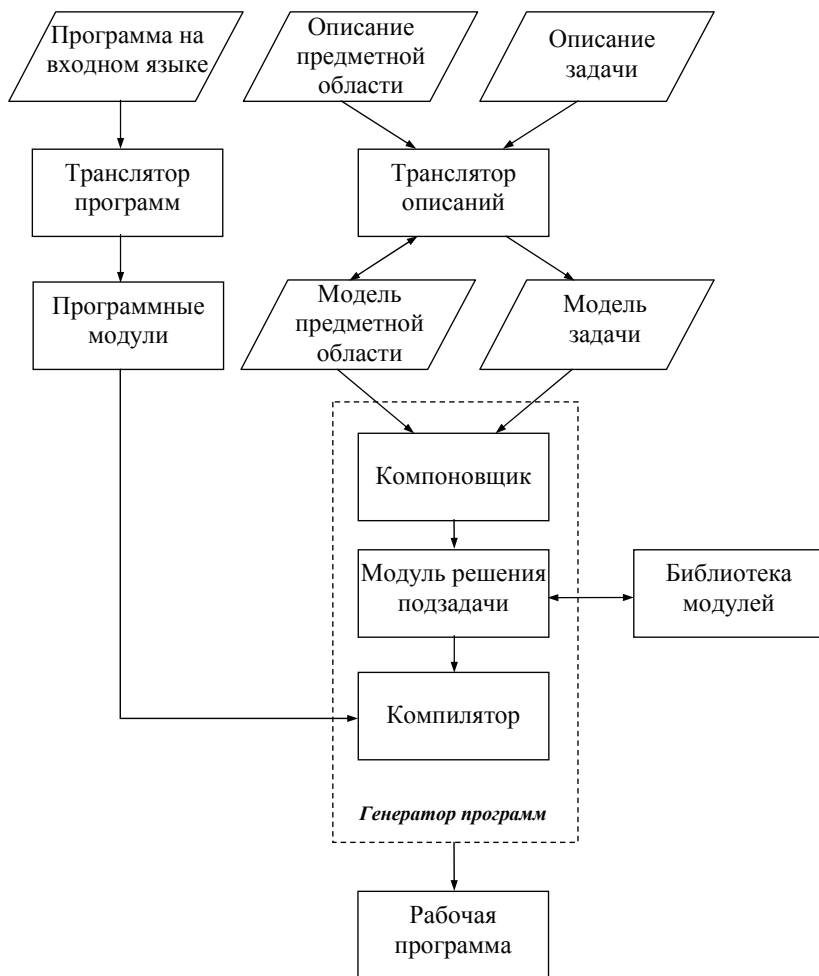 Программа на
входном языке
Описание
предметной
области
Описание
задачи
Транслятор
программ
Транслятор
описаний
Программные
модули
Модель
предметной
области
Модель
задачи
Компоновщик
Модуль решения
подзадачи
Библиотека
модулей
Компилятор
Генератор программ
Рабочая
программа